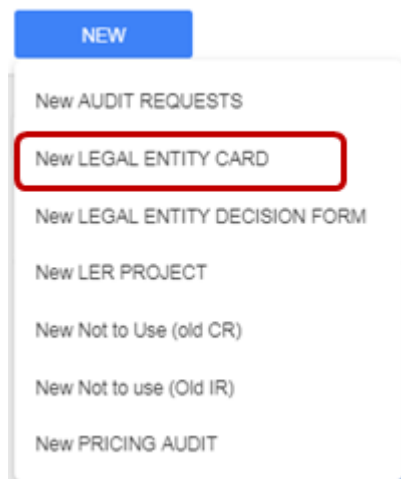 NEW
New AUDIT REQUESTS
New LEGAL ENTITY CARD
New LEGAL ENTITY DECISION FORM
New LER PROJECT
New Not to Use (old CR)
New Not to use (Old IR)
New PRICING AUDIT